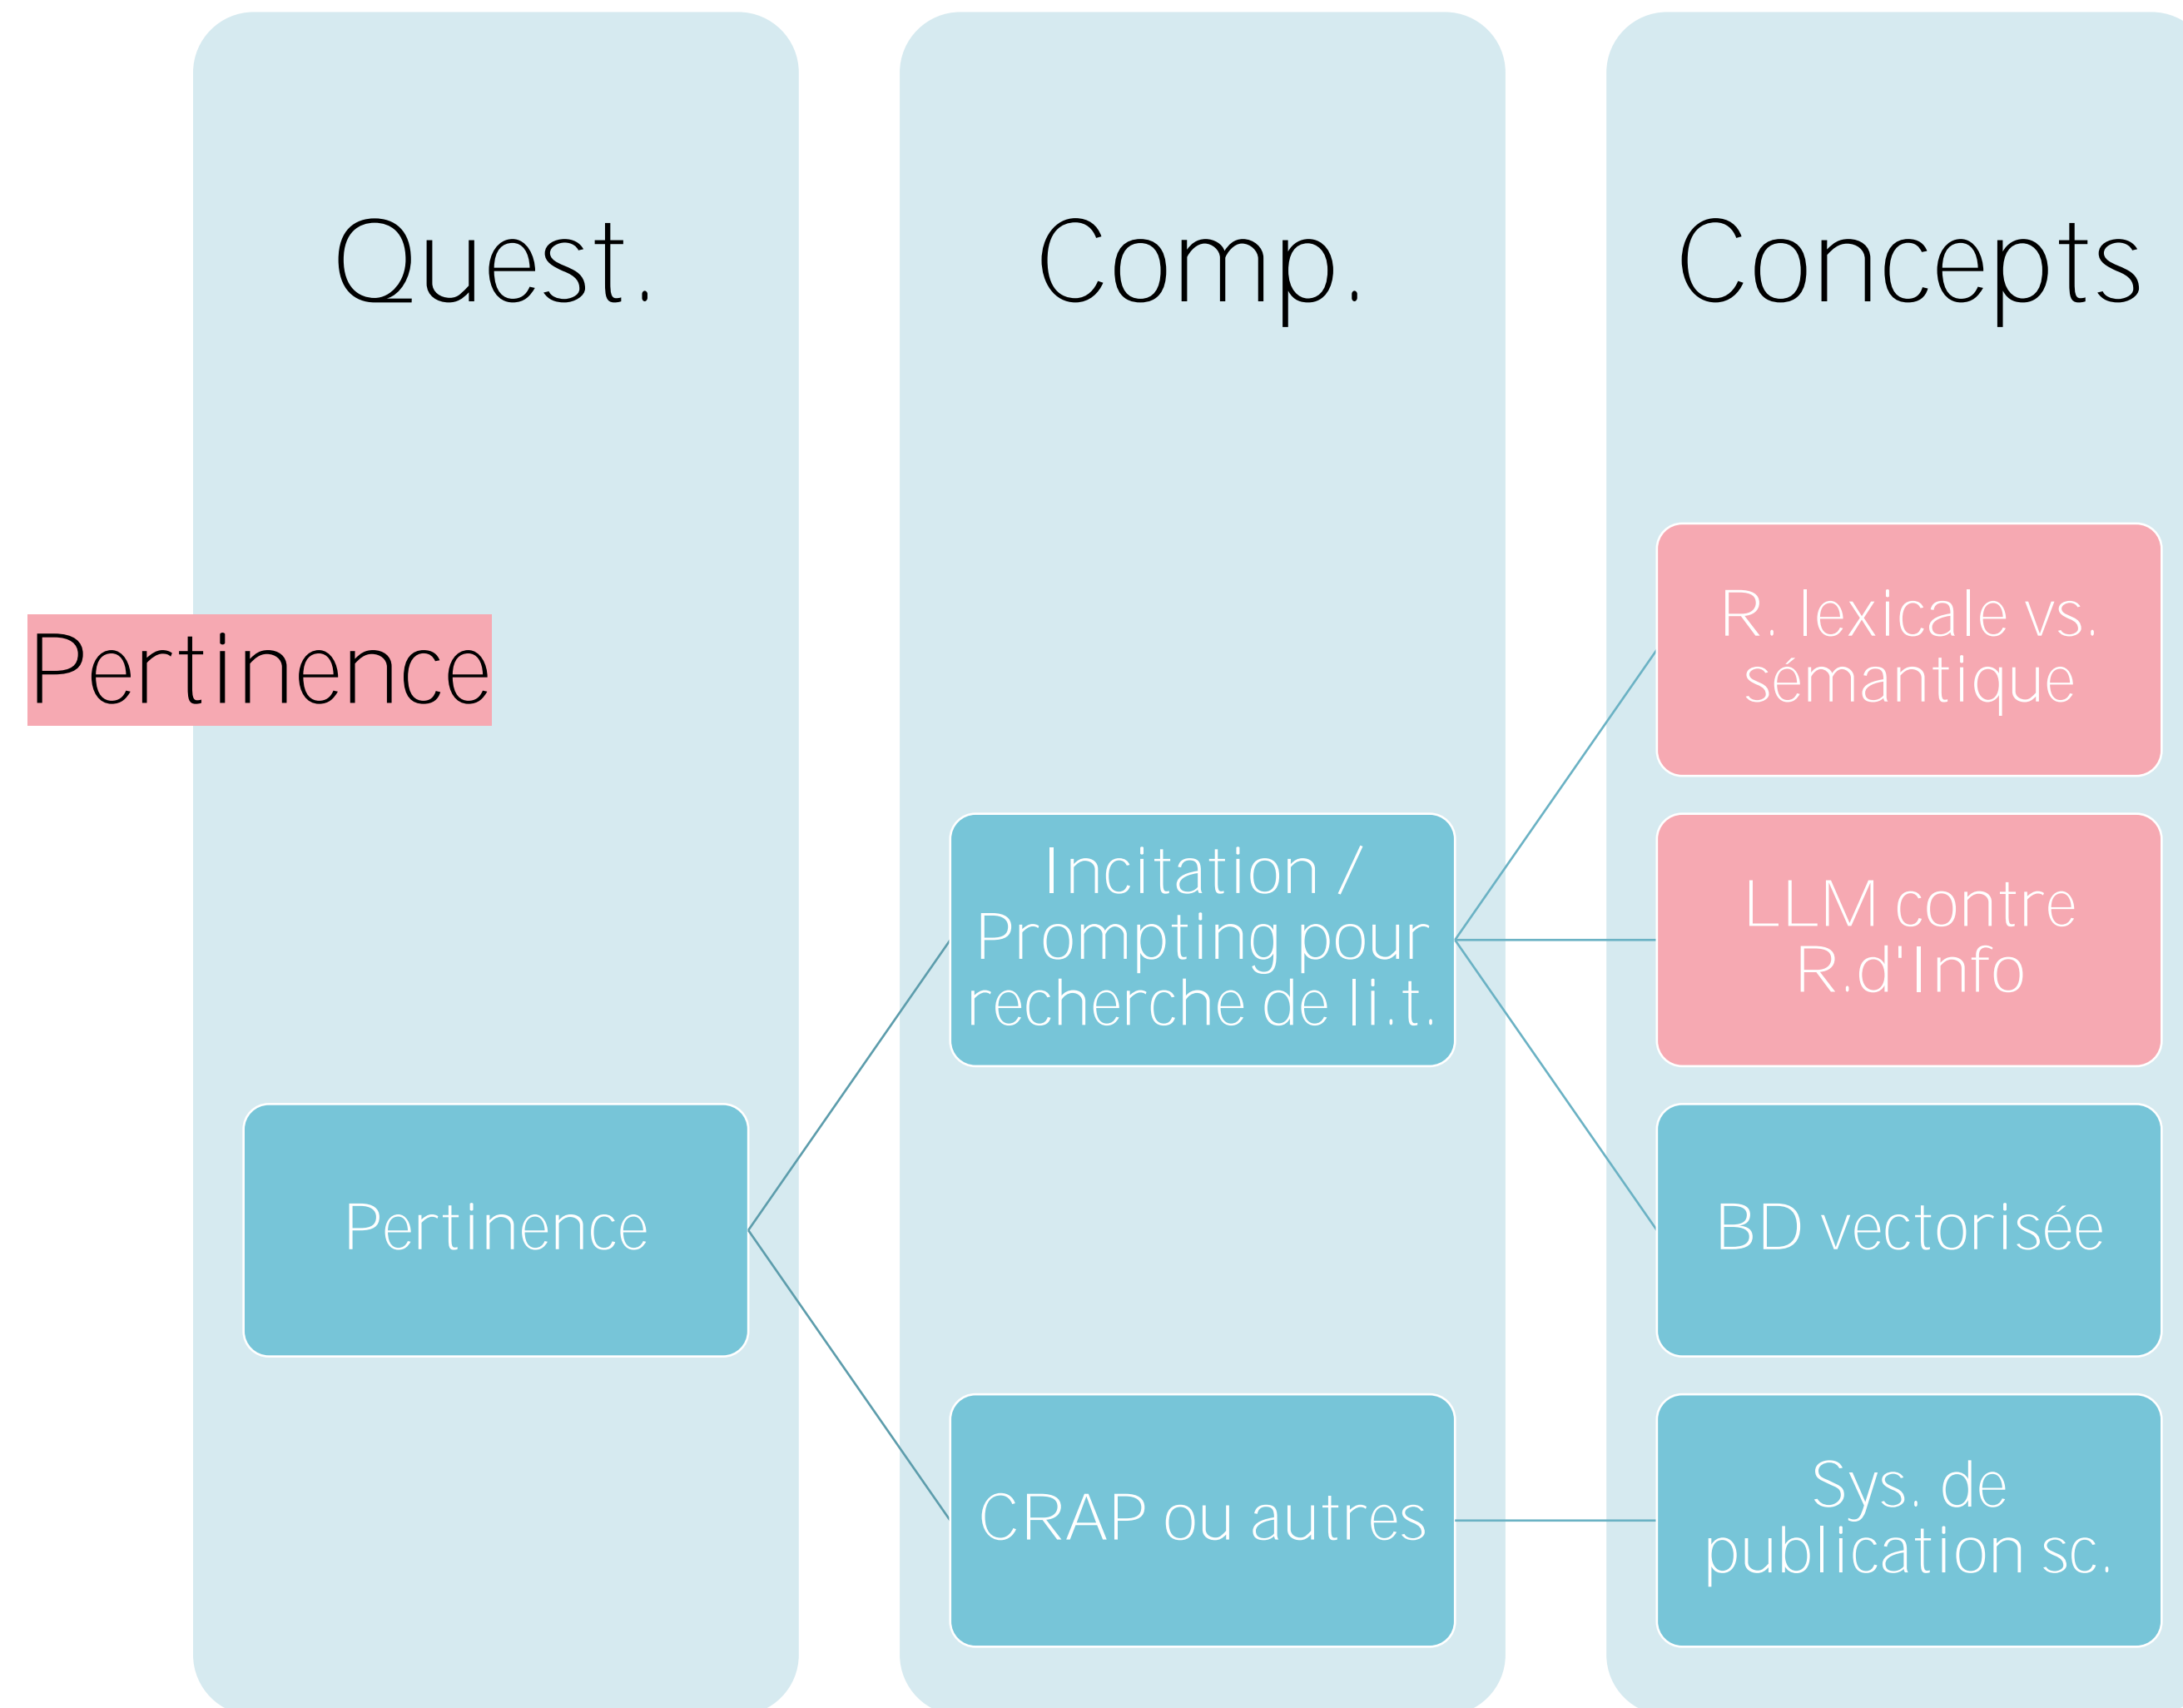 Quest.
Comp.
Concepts
Pertinence
R. lexicale vs.
sémantique
Incitation /
Prompting pour
recherche de li.t.
LLM contre
R.d'Info
Pertinence
BD vectorisée
CRAP ou autres
Sys. de
publication sc.